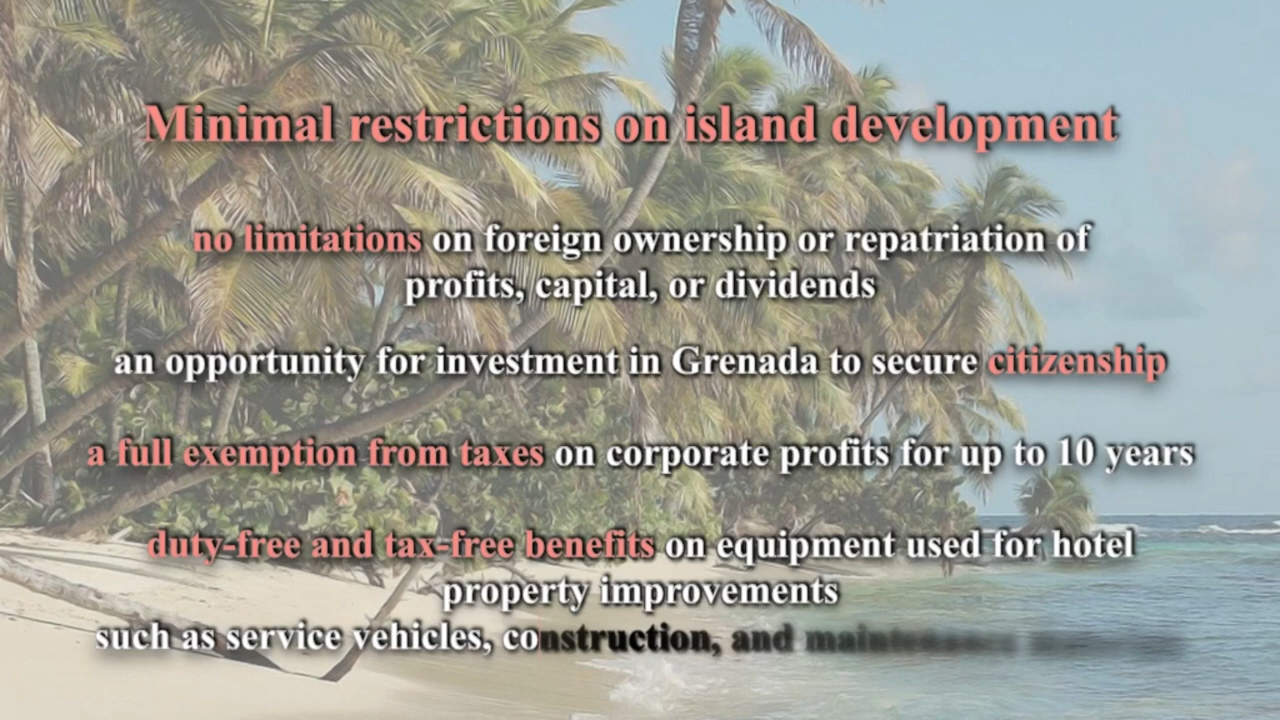 Minimal restrictions on island development
no limitations on foreign ownership or repatriation of
profits, capital, or dividends
an opportunity for investment in Grenada to secure citizenship
a full exemption from taxes on corporate profits for up to 10 years
duty-free and tax-free benefits on equipment used for hotel
property improvements
such as service vehicles, construction, and maintenance